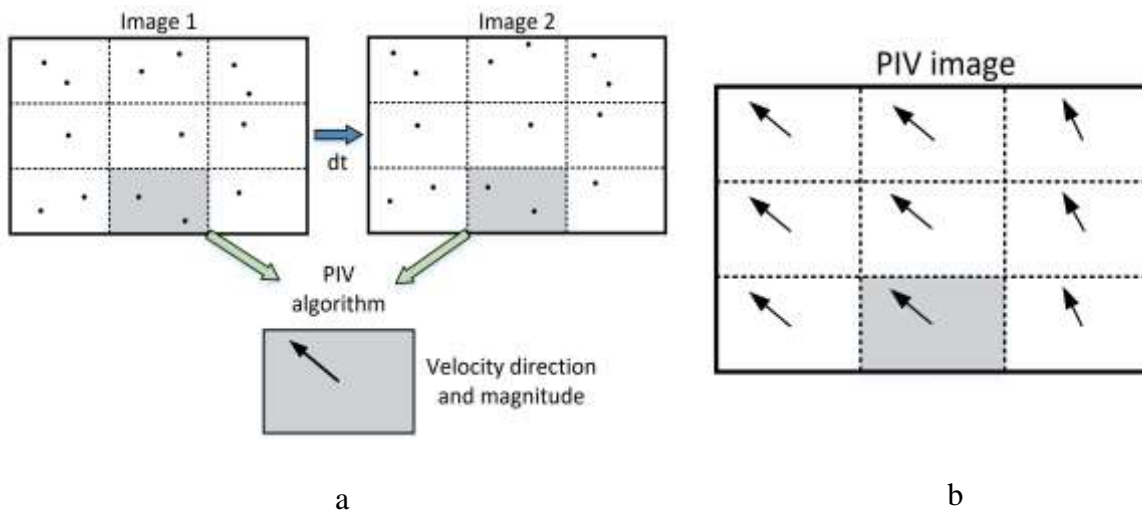 Image 1
Image 2
dt
PIV
algorithm
Velocity direction
and magnitude
a
PIV image
b